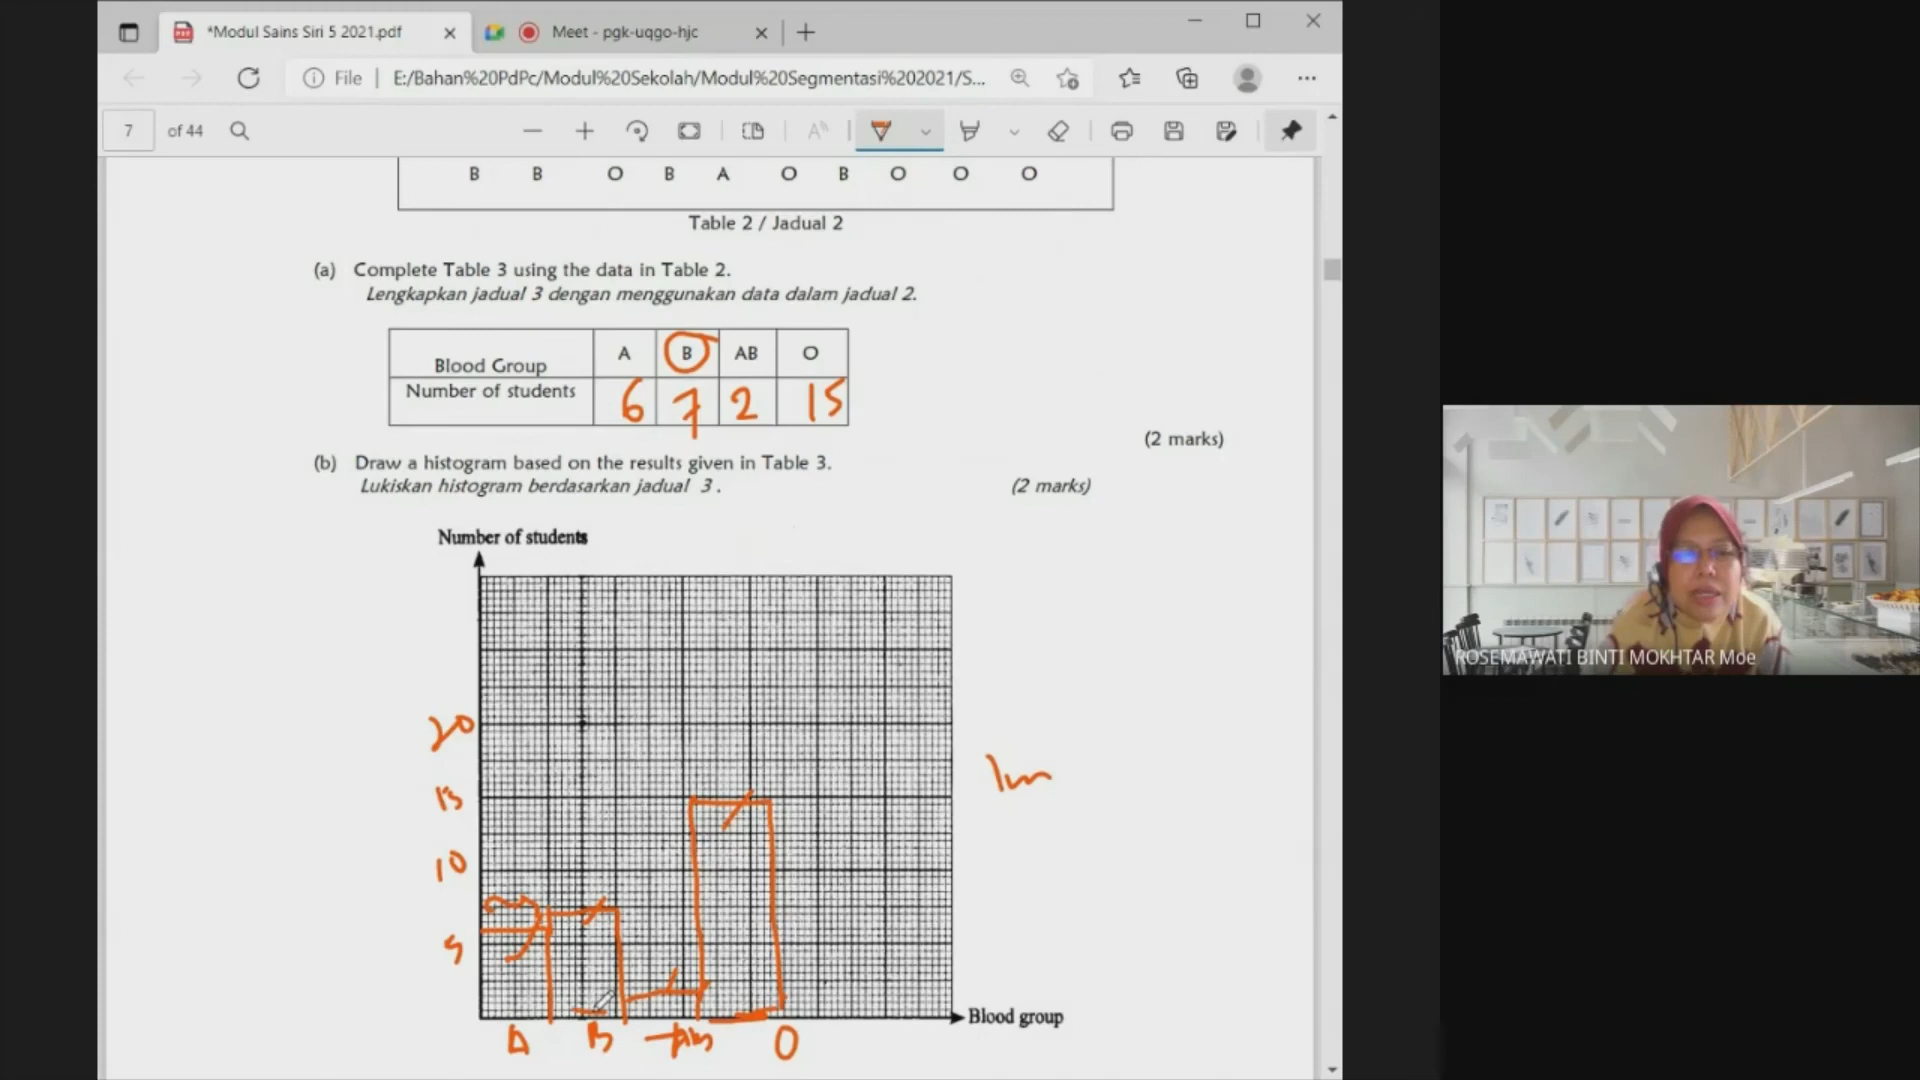 *Modul Sains Siri 5 2021.pdf
Meet - pgk-uqgo-hjc
File
E:/Bahan%20PdPc/Modul%20Sekolah/Modul%20Segmentasi%202021/S...
7 of 44
B B O B A O B O O O
Table 2 / Jadual 2
(a) Complete Table 3 using the data in Table 2.
Lengkapkan jadual 3 dengan menggunakan data dalam jadual 2.
Blood Group A B AB O
Number of students 6 7 2 15
(2 marks)
(b) Draw a histogram based on the results given in Table 3.
Lukiskan histogram berdasarkan jadual 3 .
(2 marks)
Number of students
20
15
10
5
Blood group
A B AB O
ROSEMAWATI BINTI MOKHTAR Moe